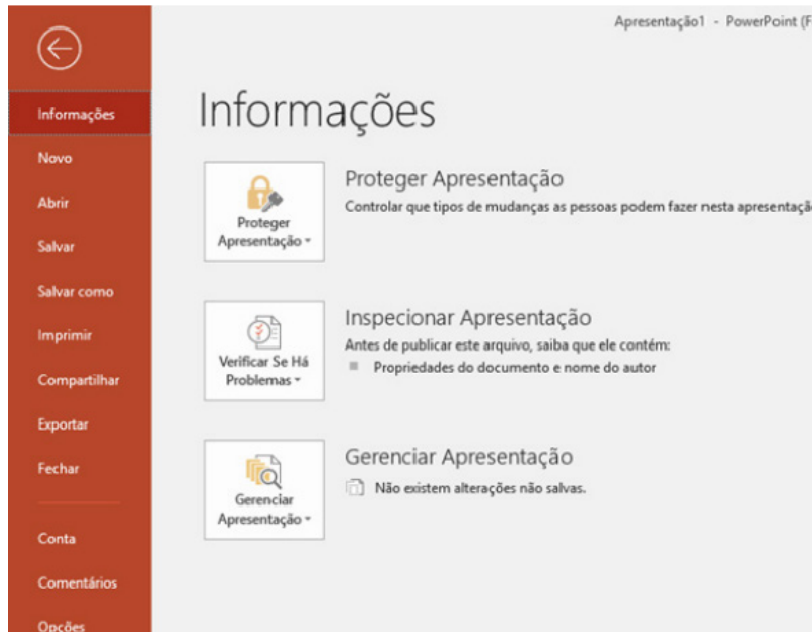 Apresentação1 - PowerPoint (F
Informações
Novo
Abrir
Salvar
Salvar como
Imprimir
Compartilhar
Exportar
Fechar
Conta
Comentários
Opções
Informações
Proteger
Apresentação
Proteger Apresentação
Controlar que tipos de mudanças as pessoas podem fazer nesta apresentaçã
Verificar Se Há
Problemas
Inspecionar Apresentação
Antes de publicar este arquivo, saiba que ele contém:
Propriedades do documento e nome do autor
Gerenciar
Apresentação
Gerenciar Apresentação
Não existem alterações não salvas.